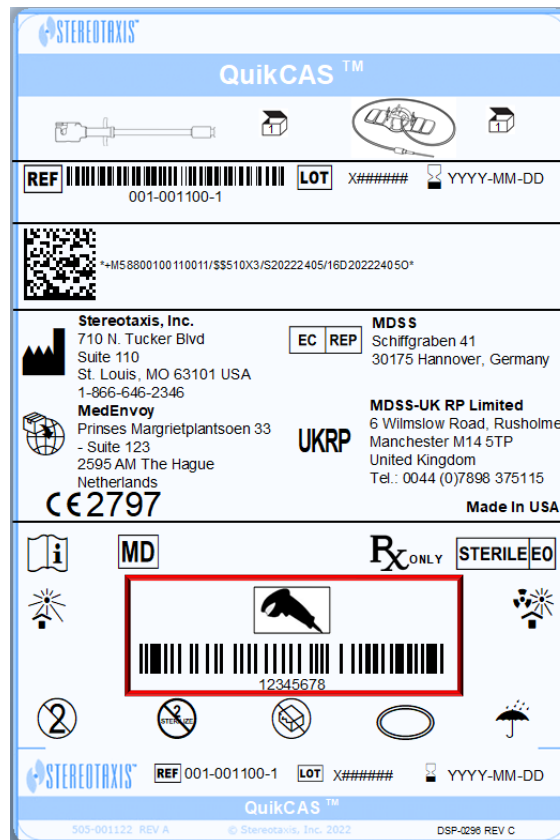 STEREOTAXIS
QuikCAS ™
1
1
REF
LOT X###### YYYY-MM-DD
001-001100-1
*+M58800100110011/$$510X3/S20222405/16D20222405O*
Stereotaxis, Inc.
710 N. Tucker Blvd
Suite 110
St. Louis, MO 63101 USA
1-866-646-2346
EC REP
MDSS
Schiffgraben 41
30175 Hannover, Germany
MedEnvoy
Prinses Margrietplantsoen 33
- Suite 123
2595 AM The Hague
Netherlands
UKRP
MDSS-UK RP Limited
6 Wilmslow Road, Rusholme
Manchester M14 5TP
United Kingdom
Tel.: 0044 (0)7898 375115
CE 2797
Made In USA
i
MD
Rx ONLY
STERILE EO
12345678
2
2 STERILIZE
STEREOTAXIS REF 001-001100-1 LOT X###### YYYY-MM-DD
QuikCAS ™
505-001122 REV A © Stereotaxis, Inc. 2022 DSP-0296 REV C